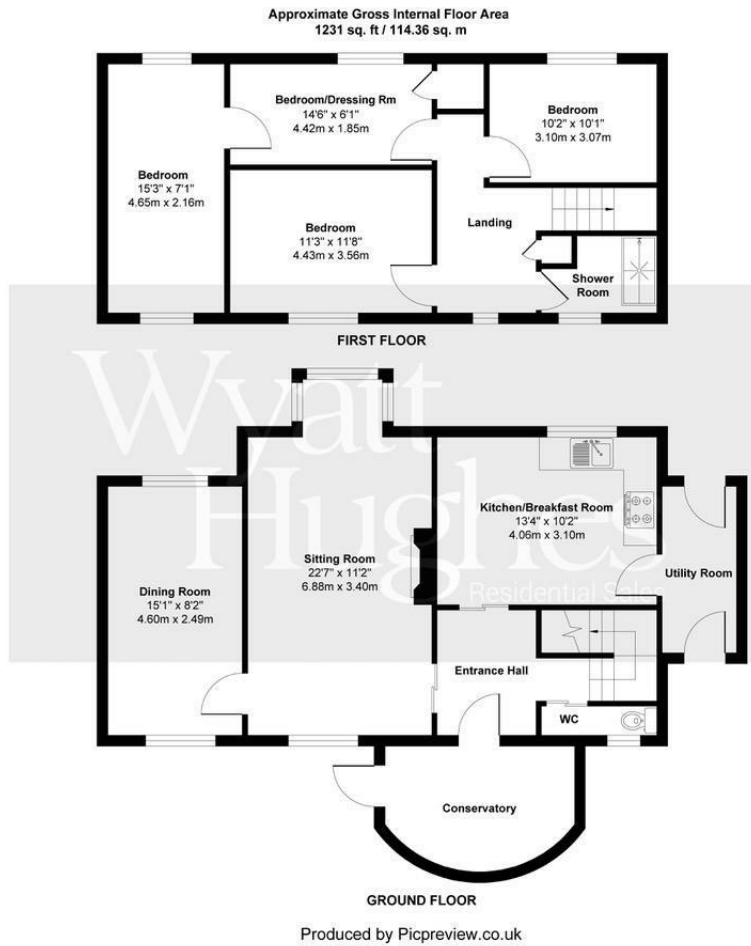 Approximate Gross Internal Floor Area
1231 sq. ft / 114.36 sq. m
Bedroom/Dressing Rm
14'6" x 6'1"
4.42m x 1.85m
Bedroom
10'2" x 10'1"
3.10m x 3.07m
Bedroom
15'3" x 7'1"
4.65m x 2.16m
Bedroom
11'3" x 11'8"
4.43m x 3.56m
Landing
Shower
Room
FIRST FLOOR
Wyatt
Hughes
Residential Sales
Kitchen/Breakfast Room
13'4" x 10'2"
4.06m x 3.10m
Sitting Room
22'7" x 11'2"
6.88m x 3.40m
Utility Room
Dining Room
15'1" x 8'2"
4.60m x 2.49m
Entrance Hall
WC
Conservatory
GROUND FLOOR
Produced by Picpreview.co.uk